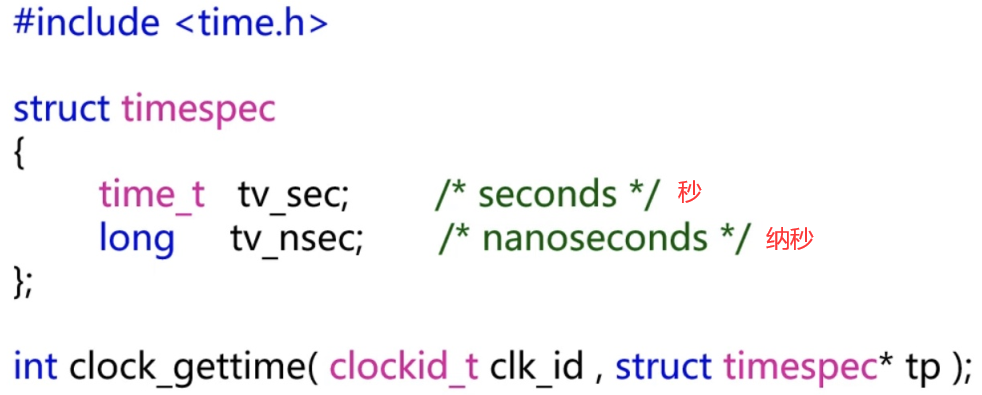 #include <time.h>
struct timespec
{
time_t tv_sec; /* seconds */ 秒
long tv_nsec; /* nanoseconds */ 纳秒
};
int clock_gettime( clockid_t clk_id , struct timespec* tp );